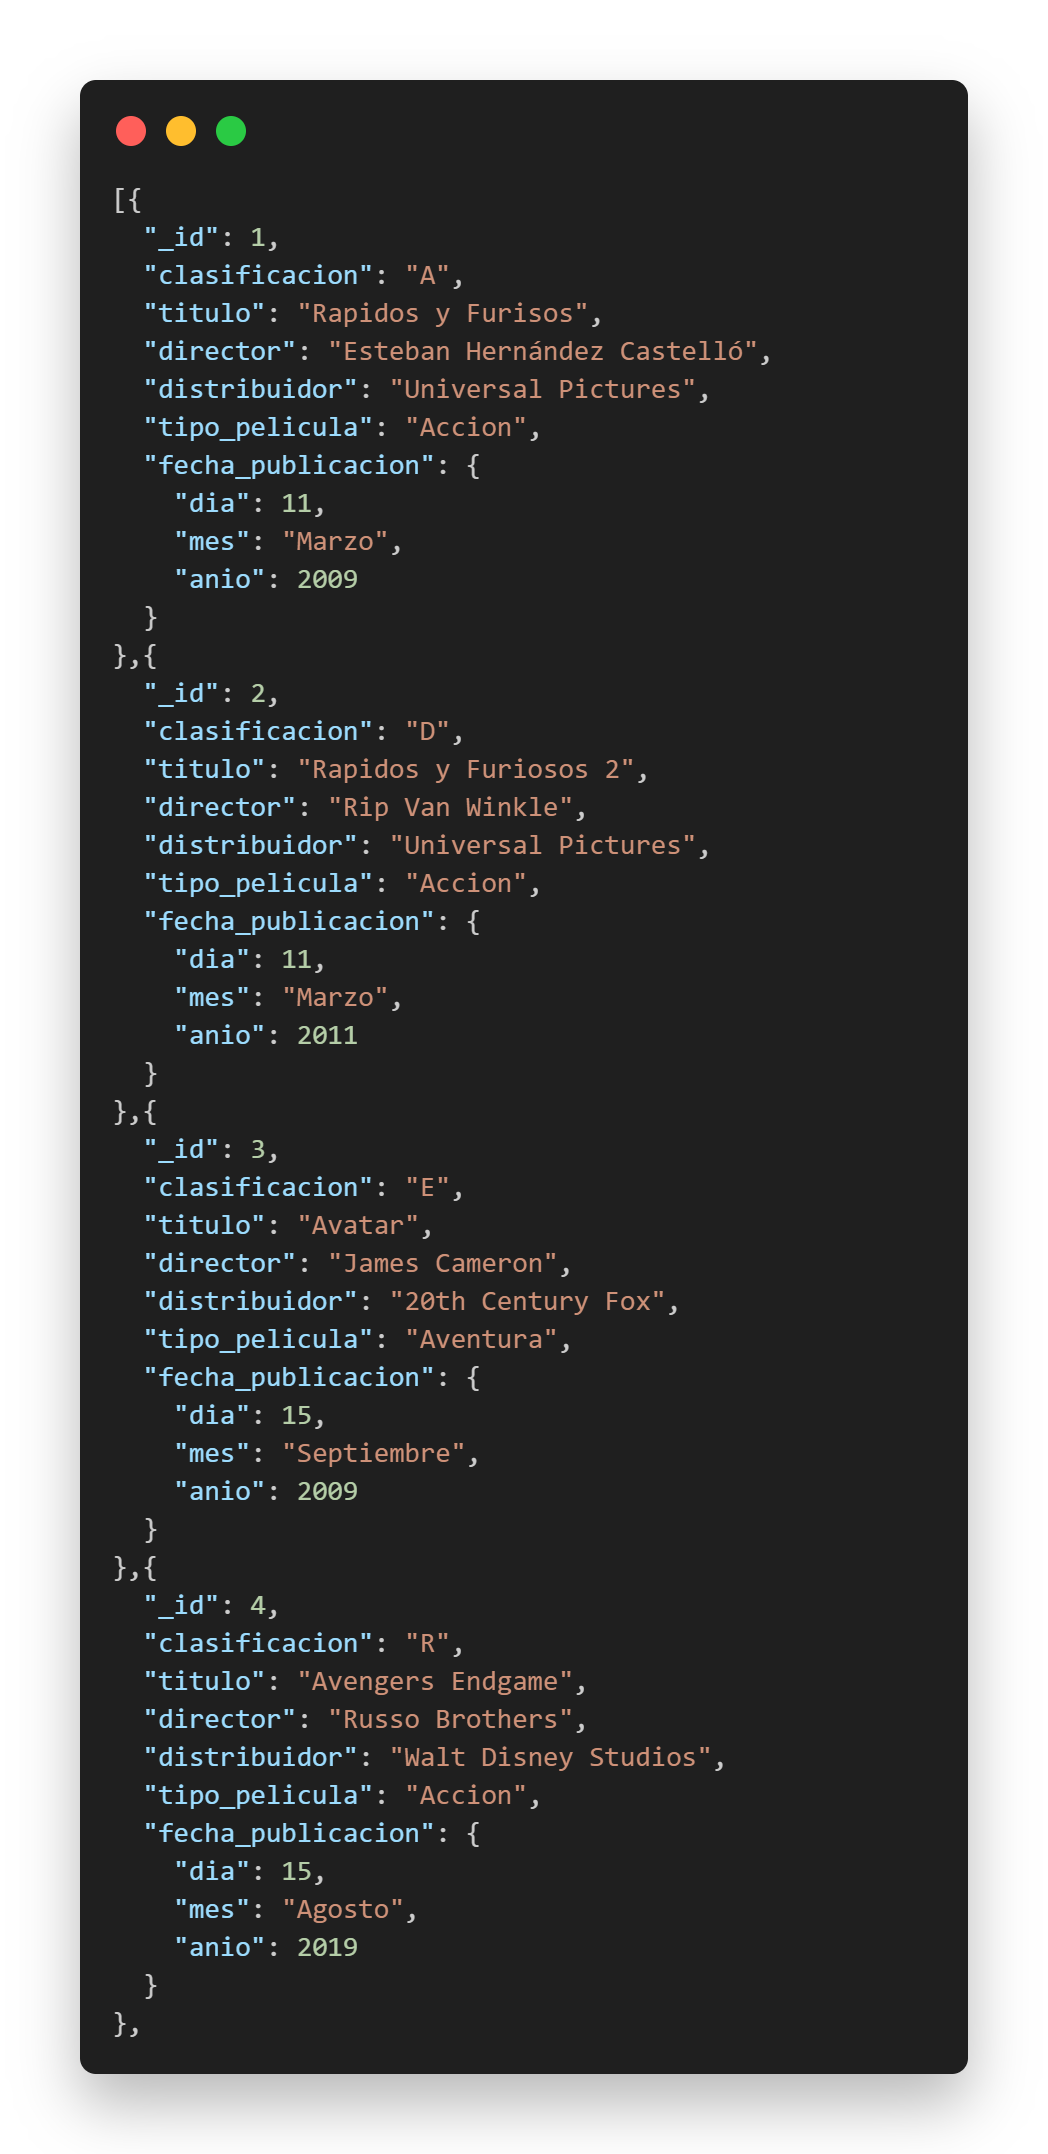 [{
  "_id": 1,
  "clasificacion": "A",
  "titulo": "Rapidos y Furisos",
  "director": "Esteban Hernández Castelló",
  "distribuidor": "Universal Pictures",
  "tipo_pelicula": "Accion",
  "fecha_publicacion": {
    "dia": 11,
    "mes": "Marzo",
    "anio": 2009
  }
},{
  "_id": 2,
  "clasificacion": "D",
  "titulo": "Rapidos y Furiosos 2",
  "director": "Rip Van Winkle",
  "distribuidor": "Universal Pictures",
  "tipo_pelicula": "Accion",
  "fecha_publicacion": {
    "dia": 11,
    "mes": "Marzo",
    "anio": 2011
  }
},{
  "_id": 3,
  "clasificacion": "E",
  "titulo": "Avatar",
  "director": "James Cameron",
  "distribuidor": "20th Century Fox",
  "tipo_pelicula": "Aventura",
  "fecha_publicacion": {
    "dia": 15,
    "mes": "Septiembre",
    "anio": 2009
  }
},{
  "_id": 4,
  "clasificacion": "R",
  "titulo": "Avengers Endgame",
  "director": "Russo Brothers",
  "distribuidor": "Walt Disney Studios",
  "tipo_pelicula": "Accion",
  "fecha_publicacion": {
    "dia": 15,
    "mes": "Agosto",
    "anio": 2019
  }
},